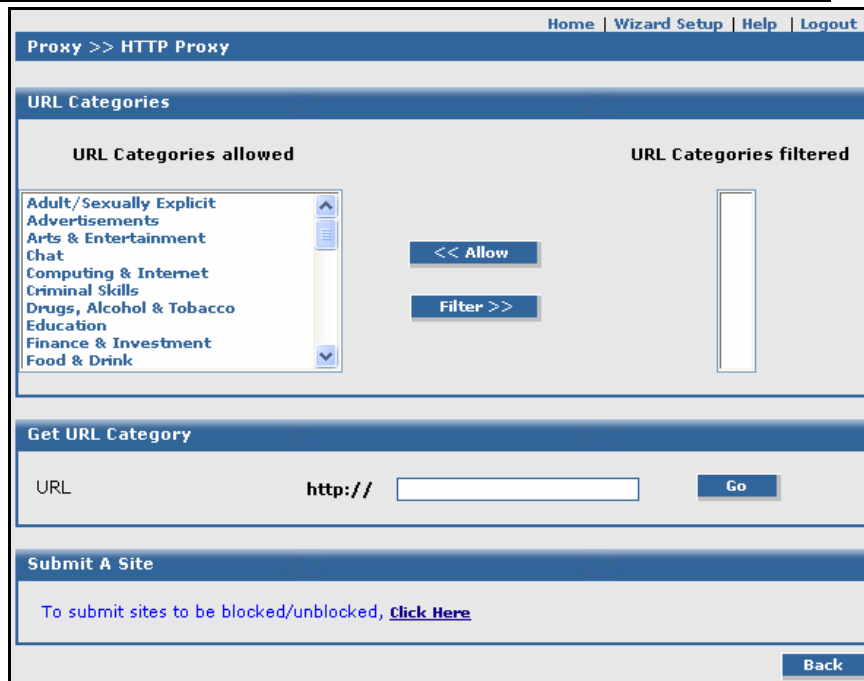 Home | Wizard Setup | Help | Logout
Proxy >> HTTP Proxy
URL Categories
URL Categories allowed
URL Categories filtered
Adult/Sexually Explicit
Advertisements
Arts & Entertainment
Chat
Computing & Internet
Criminal Skills
Drugs, Alcohol & Tobacco
Education
Finance & Investment
Food & Drink
<< Allow
Filter >>
Get URL Category
URL http:// Go
Submit A Site
To submit sites to be blocked/unblocked, Click Here
Back